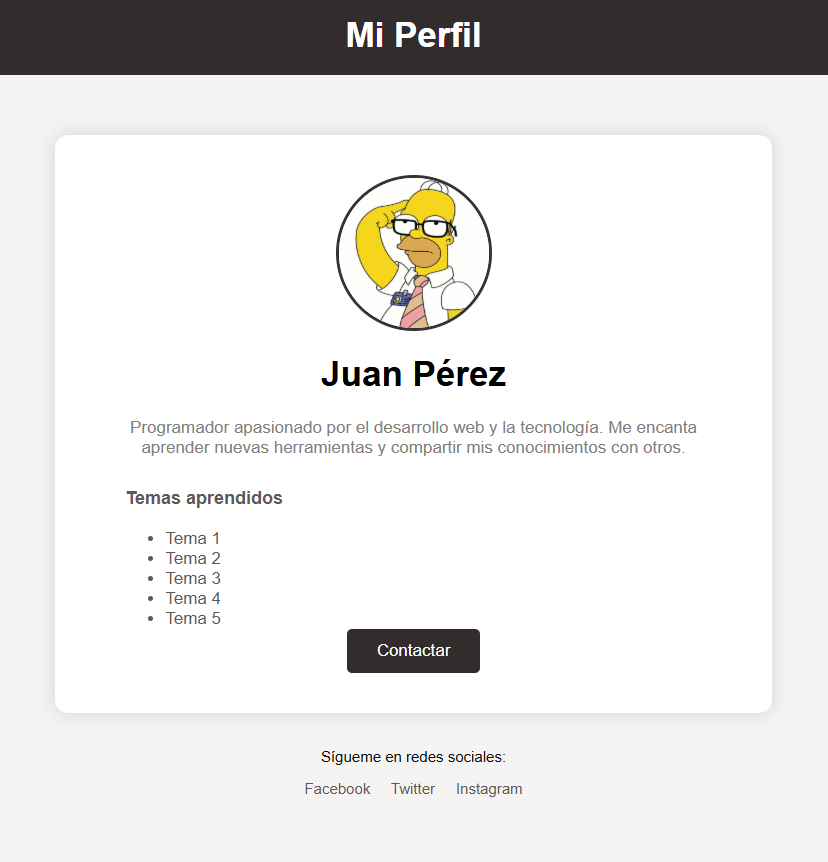 Mi Perfil
Juan Pérez
Programador apasionado por el desarrollo web y la tecnología. Me encanta
aprender nuevas herramientas y compartir mis conocimientos con otros.
Temas aprendidos
• Tema 1
• Tema 2
• Tema 3
• Tema 4
• Tema 5
Contactar
Sígueme en redes sociales:
Facebook Twitter Instagram